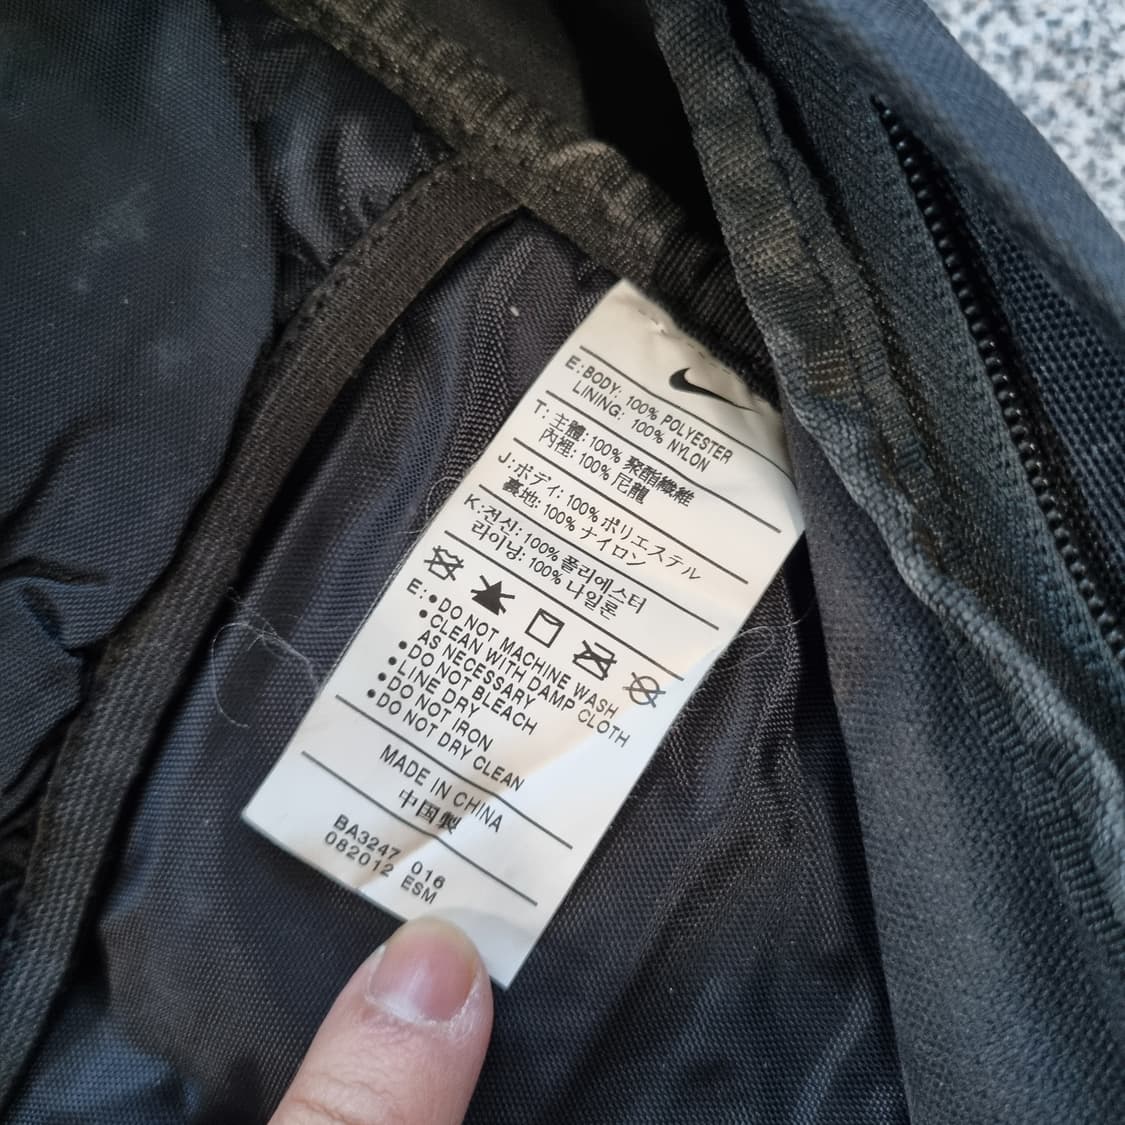 E: BODY: 100% POLYESTER
LINING: 100% NYLON
T: 主體: 100% 聚酯纖維
內裡: 100% 尼龍
J: ボディ: 100% ポリエステル
裏地: 100% ナイロン
K: 전신: 100% 폴리에스터
라이닝: 100% 나일론
E: • DO NOT MACHINE WASH
• CLEAN WITH DAMP CLOTH
AS NECESSARY
• DO NOT BLEACH
• LINE DRY
• DO NOT IRON
• DO NOT DRY CLEAN
MADE IN CHINA
中国製
BA3247 016
082012 ESM